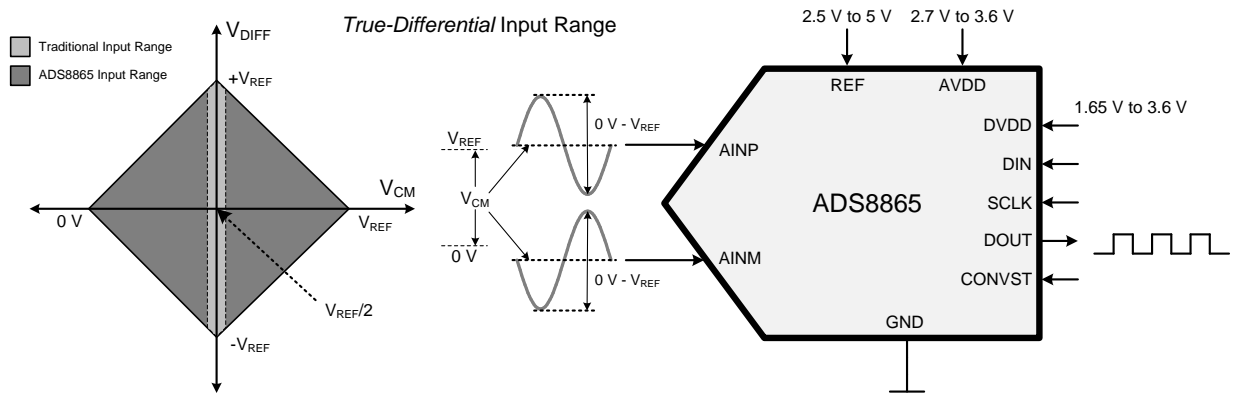 True-Differential Input Range
Traditional Input Range
ADS8865 Input Range
VDIFF
+VREF
VCM
0 V
VREF
VREF/2
-VREF
VREF
VCM
0 V
0 V - VREF
0 V - VREF
2.5 V to 5 V
2.7 V to 3.6 V
REF
AVDD
1.65 V to 3.6 V
AINP
AINM
ADS8865
DVDD
DIN
SCLK
DOUT
CONVST
GND